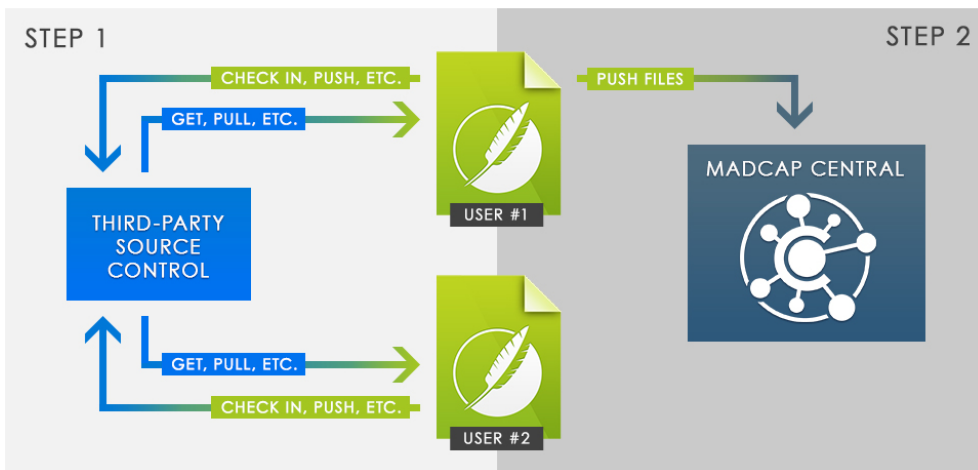 STEP 1
STEP 2
CHECK IN, PUSH, ETC.
PUSH FILES
GET, PULL, ETC.
MADCAP CENTRAL
USER #1
THIRD-PARTY
SOURCE
CONTROL
GET, PULL, ETC.
CHECK IN, PUSH, ETC.
USER #2